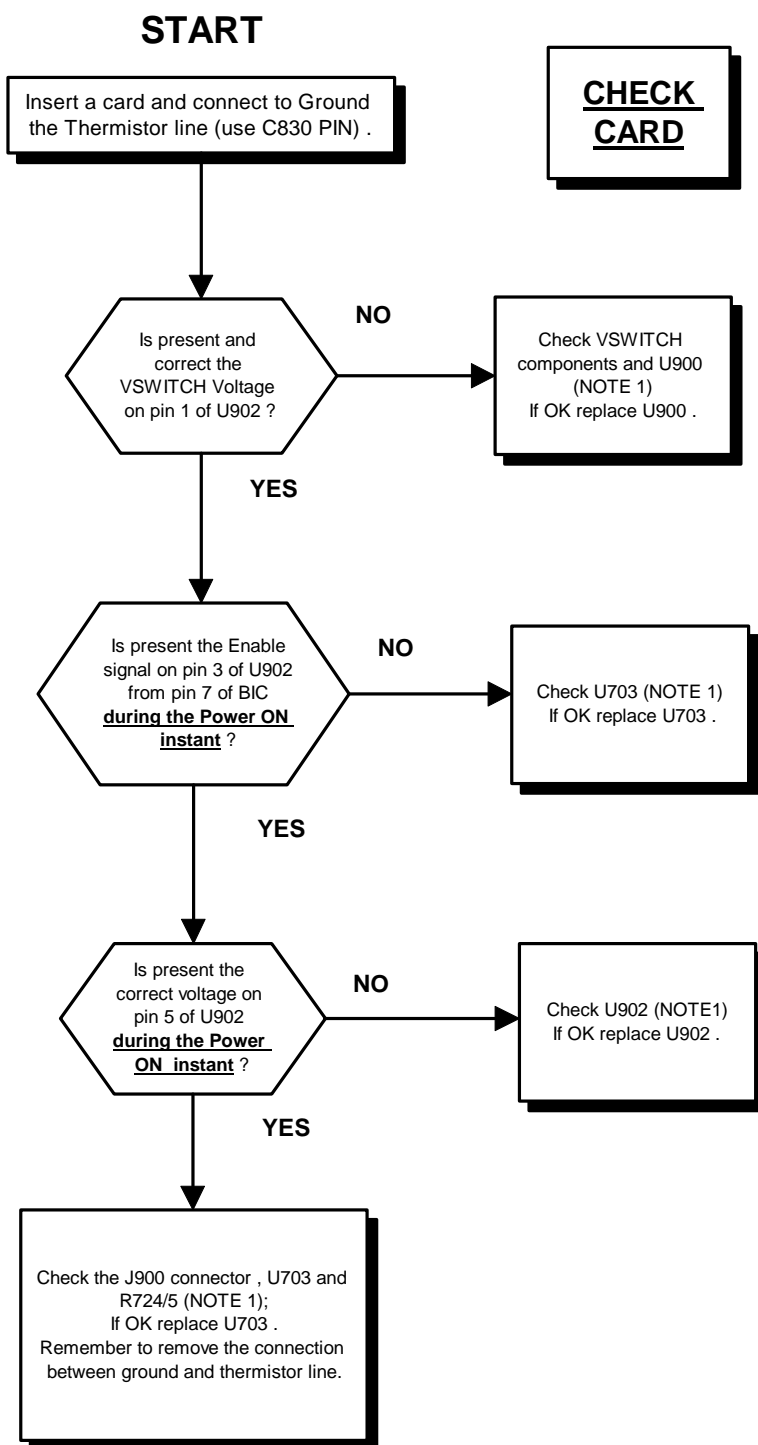 START
Insert a card and connect to Ground
the Thermistor line (use C830 PIN) .
CHECK
CARD
Is present and
correct the
VSWITCH Voltage
on pin 1 of U902 ?
NO
Check VSWITCH
components and U900
(NOTE 1)
If OK replace U900 .
YES
Is present the Enable
signal on pin 3 of U902
from pin 7 of BIC
during the Power ON
instant ?
NO
Check U703 (NOTE 1)
If OK replace U703 .
YES
Is present the
correct voltage on
pin 5 of U902
during the Power
ON instant ?
NO
Check U902 (NOTE1)
If OK replace U902 .
YES
Check the J900 connector , U703 and
R724/5 (NOTE 1);
If OK replace U703 .
Remember to remove the connection
between ground and thermistor line.